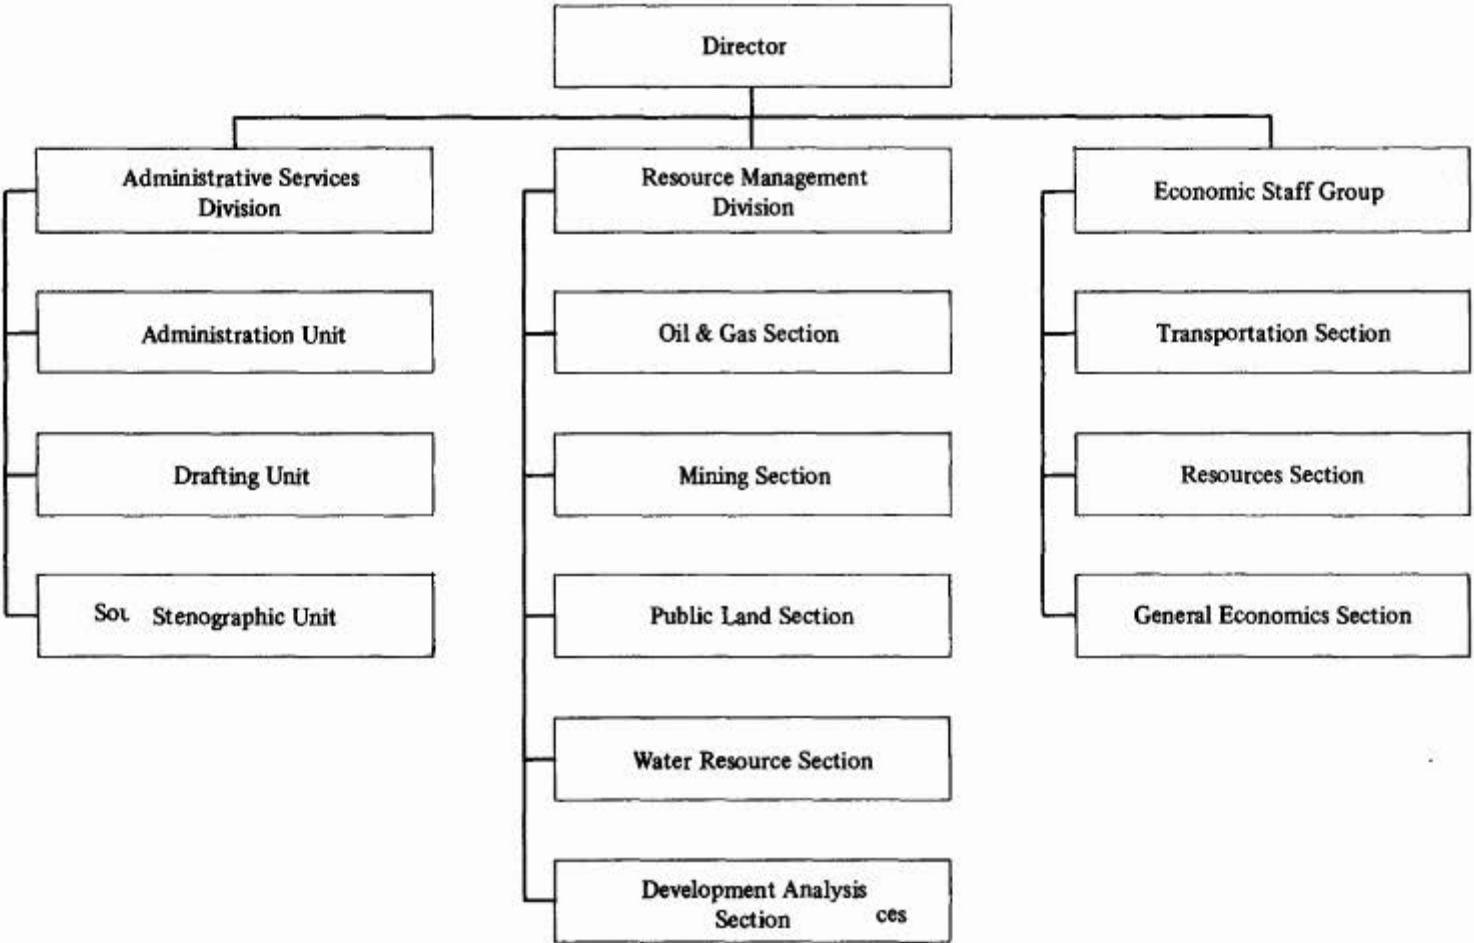 Director
Administrative Services
Division
Resource Management
Division
Economic Staff Group
Administration Unit
Oil & Gas Section
Transportation Section
Drafting Unit
Mining Section
Resources Section
Stenographic Unit
Public Land Section
General Economics Section
Water Resource Section
Development Analysis
Section ces